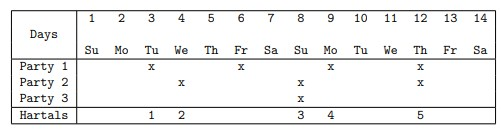 1 2 3 4 5 6 7 8 9 10 11 12 13 14
Days
Su Mo Tu We Th Fr Sa Su Mo Tu We Th Fr Sa
Party 1 x x x x
Party 2 x x x
Party 3 x
Hartals 1 2 3 4 5